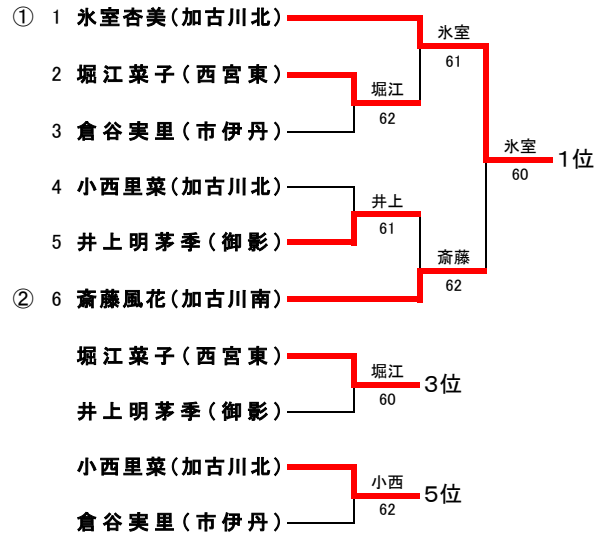 ① 1 氷室杏美(加古川北)
氷室
61
2 堀江菜子(西宮東)
堀江
62
3 倉谷実里(市伊丹)
氷室
60
1位
4 小西里菜(加古川北)
井上
61
5 井上明茅季(御影)
斎藤
62
② 6 斎藤風花(加古川南)
堀江菜子(西宮東)
堀江
60
3位
井上明茅季(御影)
小西里菜(加古川北)
小西
62
5位
倉谷実里(市伊丹)